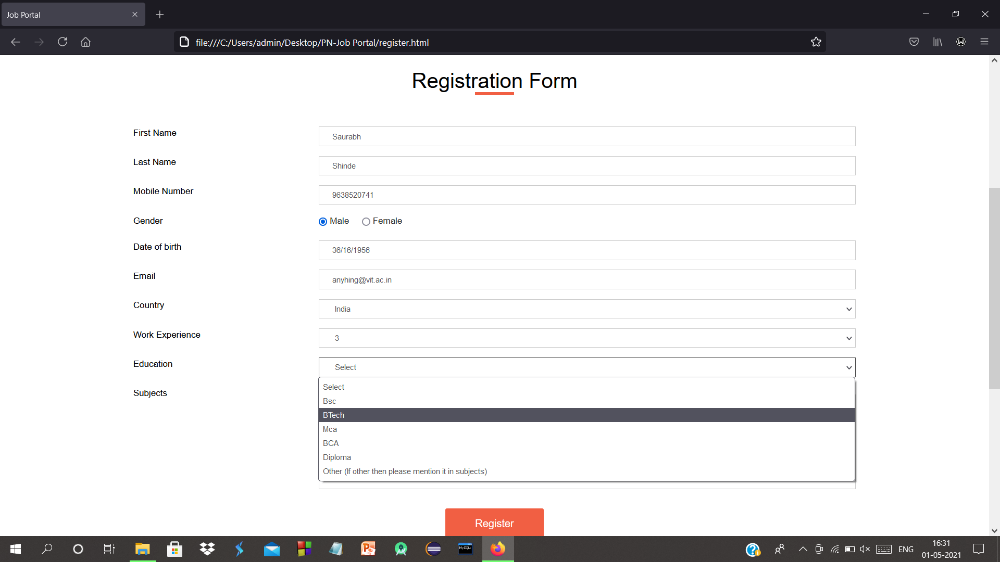 Job Portal
file:///C:/Users/admin/Desktop/PN-Job Portal/register.html
Registration Form
First Name
Saurabh
Last Name
Shinde
Mobile Number
9638520741
Gender
Male
Female
Date of birth
36/16/1956
Email
anyhing@vit.ac.in
Country
India
Work Experience
3
Education
Select
Subjects
Select
Bsc
BTech
Mca
BCA
Diploma
Other (If other then please mention it in subjects)
Register
ENG
16:31
01-05-2021